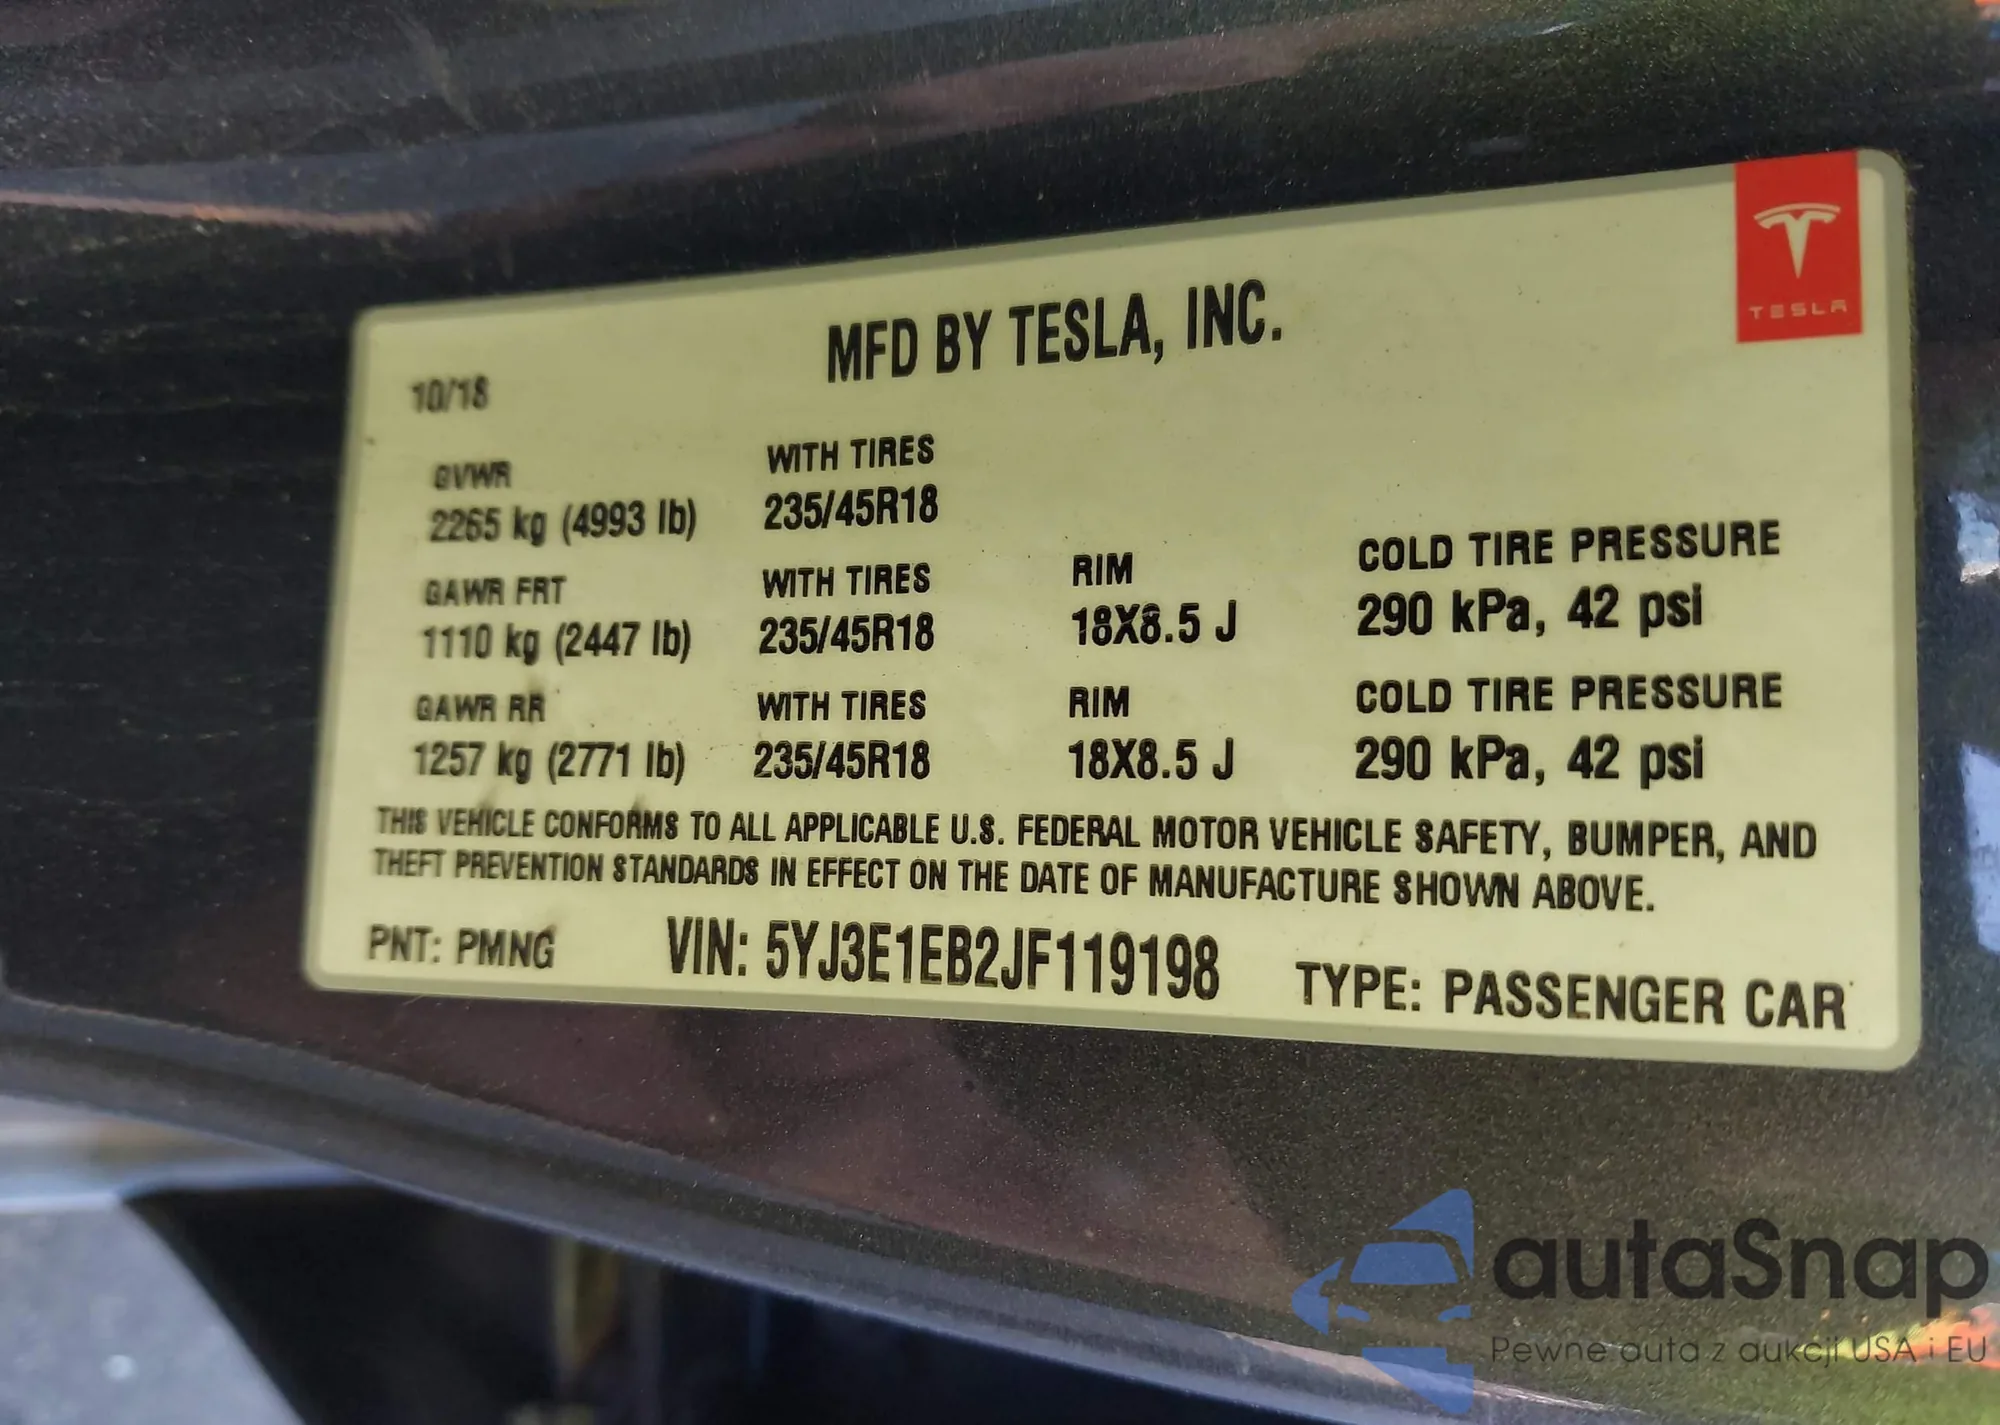 TESLA
MFD BY TESLA, INC.
10/18
GVWR WITH TIRES
2265 kg (4993 lb) 235/45R18
GAWR FRT WITH TIRES RIM COLD TIRE PRESSURE
1110 kg (2447 lb) 235/45R18 18X8.5 J 290 kPa, 42 psi
GAWR RR WITH TIRES RIM COLD TIRE PRESSURE
1257 kg (2771 lb) 235/45R18 18X8.5 J 290 kPa, 42 psi
THIS VEHICLE CONFORMS TO ALL APPLICABLE U.S. FEDERAL MOTOR VEHICLE SAFETY, BUMPER, AND
THEFT PREVENTION STANDARDS IN EFFECT ON THE DATE OF MANUFACTURE SHOWN ABOVE.
PNT: PMNG VIN: 5YJ3E1EB2JF119198 TYPE: PASSENGER CAR
autaSnap
Pewne auta z aukcji USA i EU